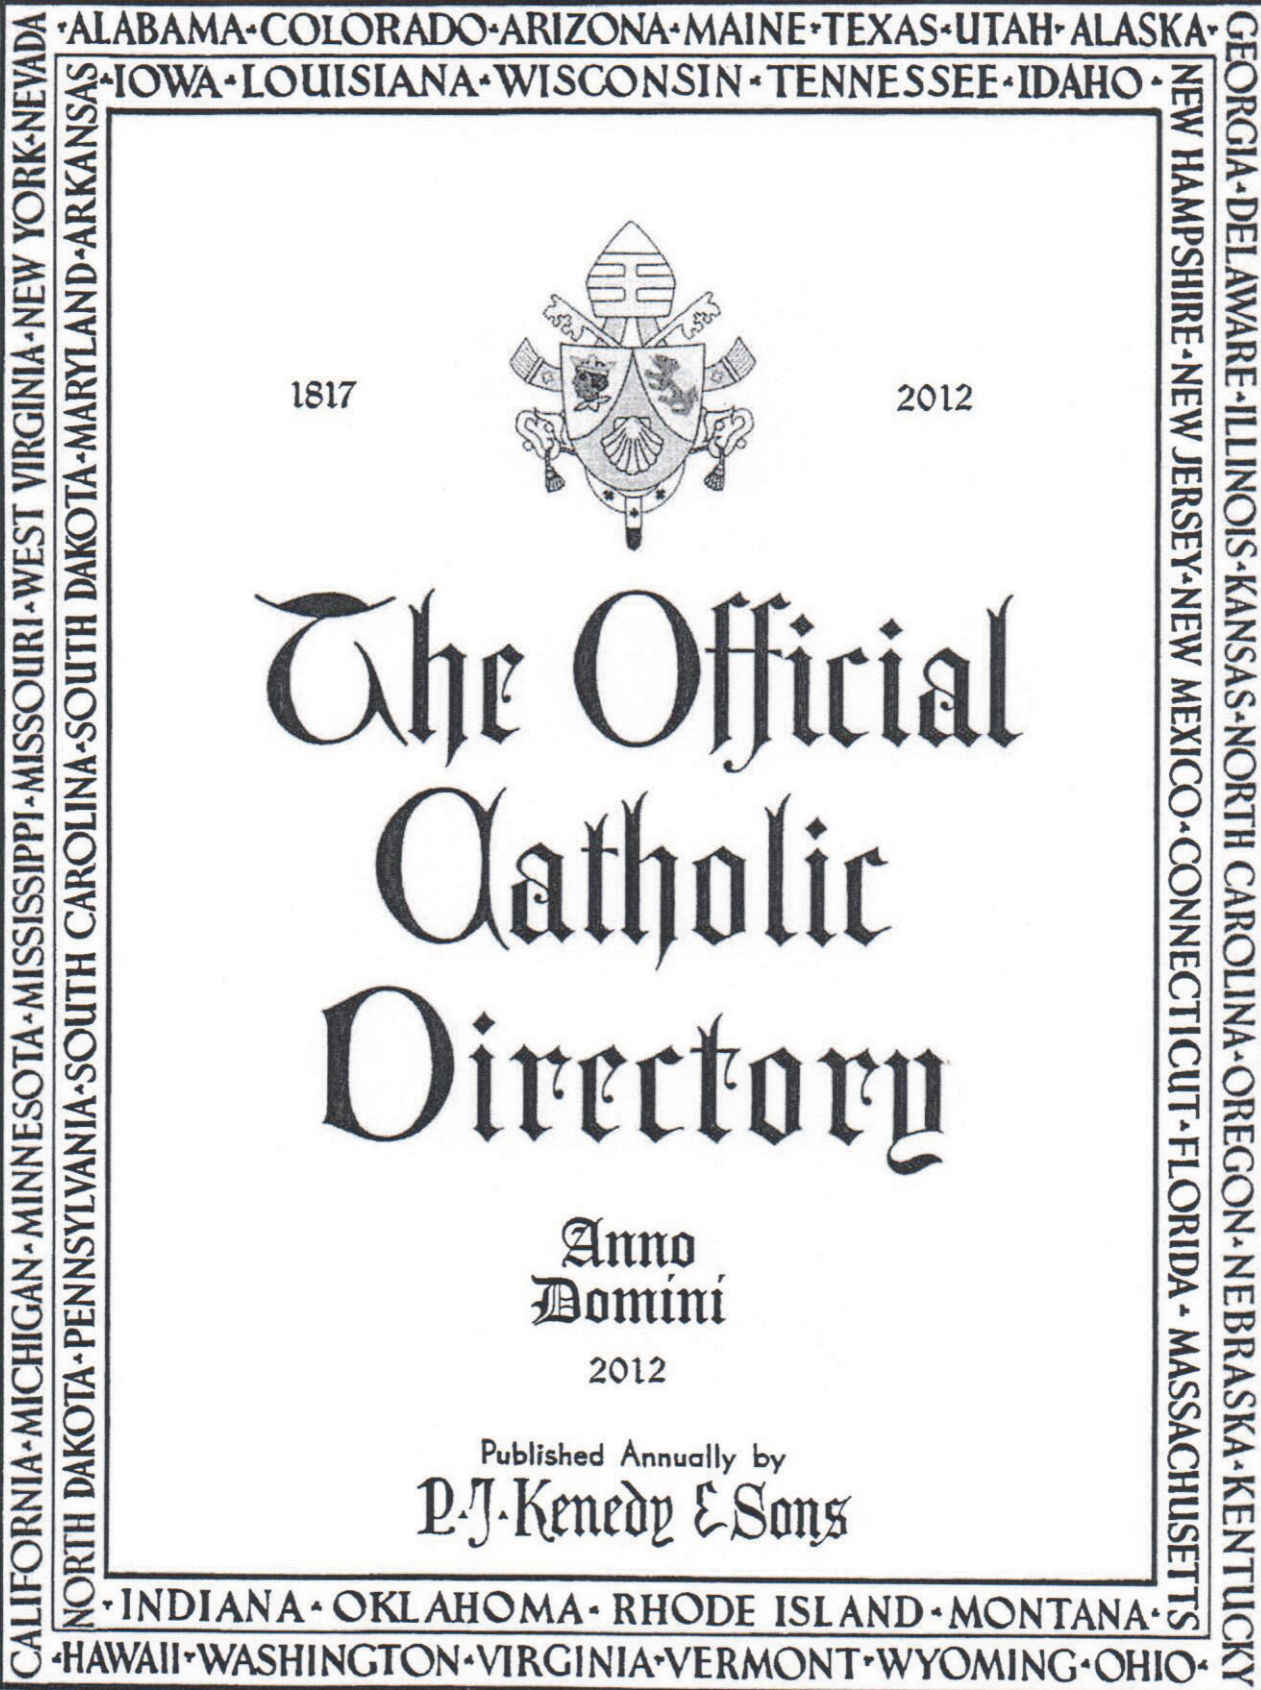 ·ALABAMA·COLORADO·ARIZONA·MAINE·TEXAS·UTAH·ALASKA·
·IOWA·LOUISIANA·WISCONSIN·TENNESSEE·IDAHO·
CALIFORNIA·MICHIGAN·MINNESOTA·MISSISSIPPI·MISSOURI·WEST VIRGINIA·NEW YORK·NEVADA
NORTH DAKOTA·PENNSYLVANIA·SOUTH CAROLINA·SOUTH DAKOTA·MARYLAND·ARKANSAS
1817
2012
The Official
Catholic
Directory
Anno
Domini
2012
Published Annually by
P.J. Kenedy & Sons
NEW HAMPSHIRE·NEW JERSEY·NEW MEXICO·CONNECTICUT·FLORIDA·MASSACHUSETTS
GEORGIA·DELAWARE·ILLINOIS·KANSAS·NORTH CAROLINA·OREGON·NEBRASKA·KENTUCKY
·INDIANA·OKLAHOMA·RHODE ISLAND·MONTANA·
·HAWAII·WASHINGTON·VIRGINIA·VERMONT·WYOMING·OHIO·